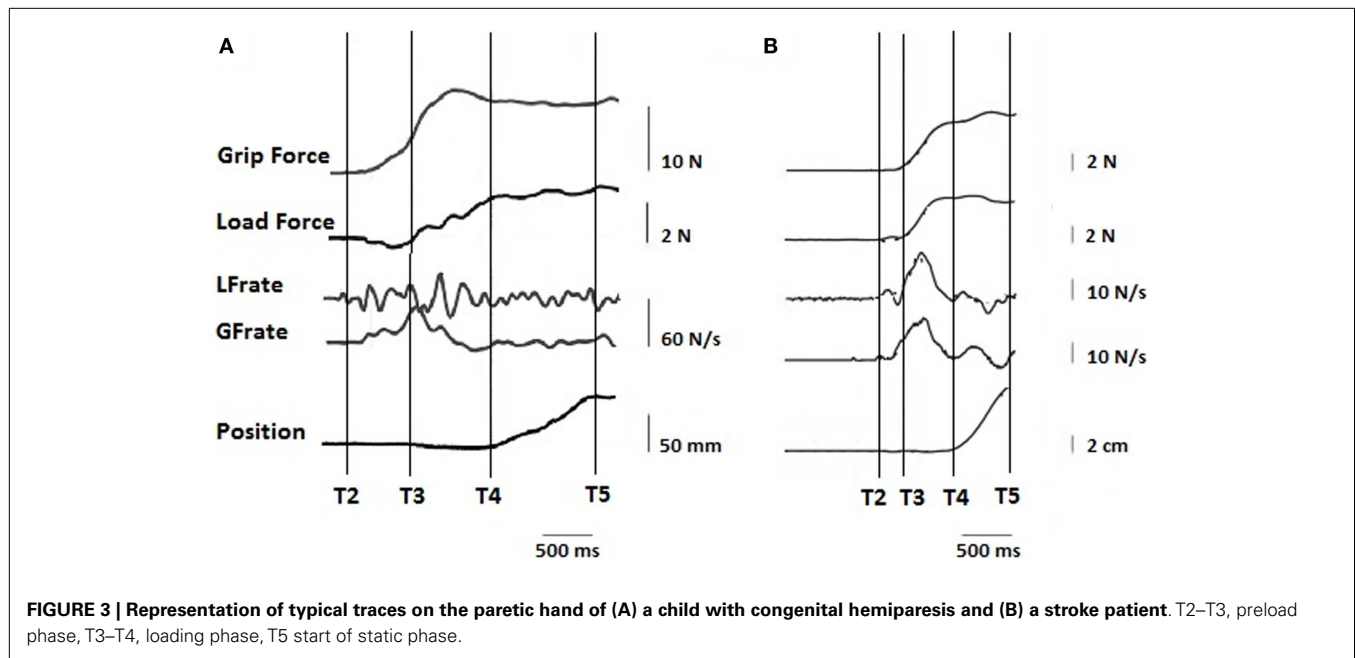 A
B
Grip Force
10 N
2 N
Load Force
2 N
2 N
LFrate
10 N/s
GFrate
60 N/s
10 N/s
Position
50 mm
2 cm
T2 T3 T4 T5
T2 T3 T4 T5
500 ms
500 ms
FIGURE 3 | Representation of typical traces on the paretic hand of (A) a child with congenital hemiparesis and (B) a stroke patient. T2–T3, preload
phase, T3–T4, loading phase, T5 start of static phase.